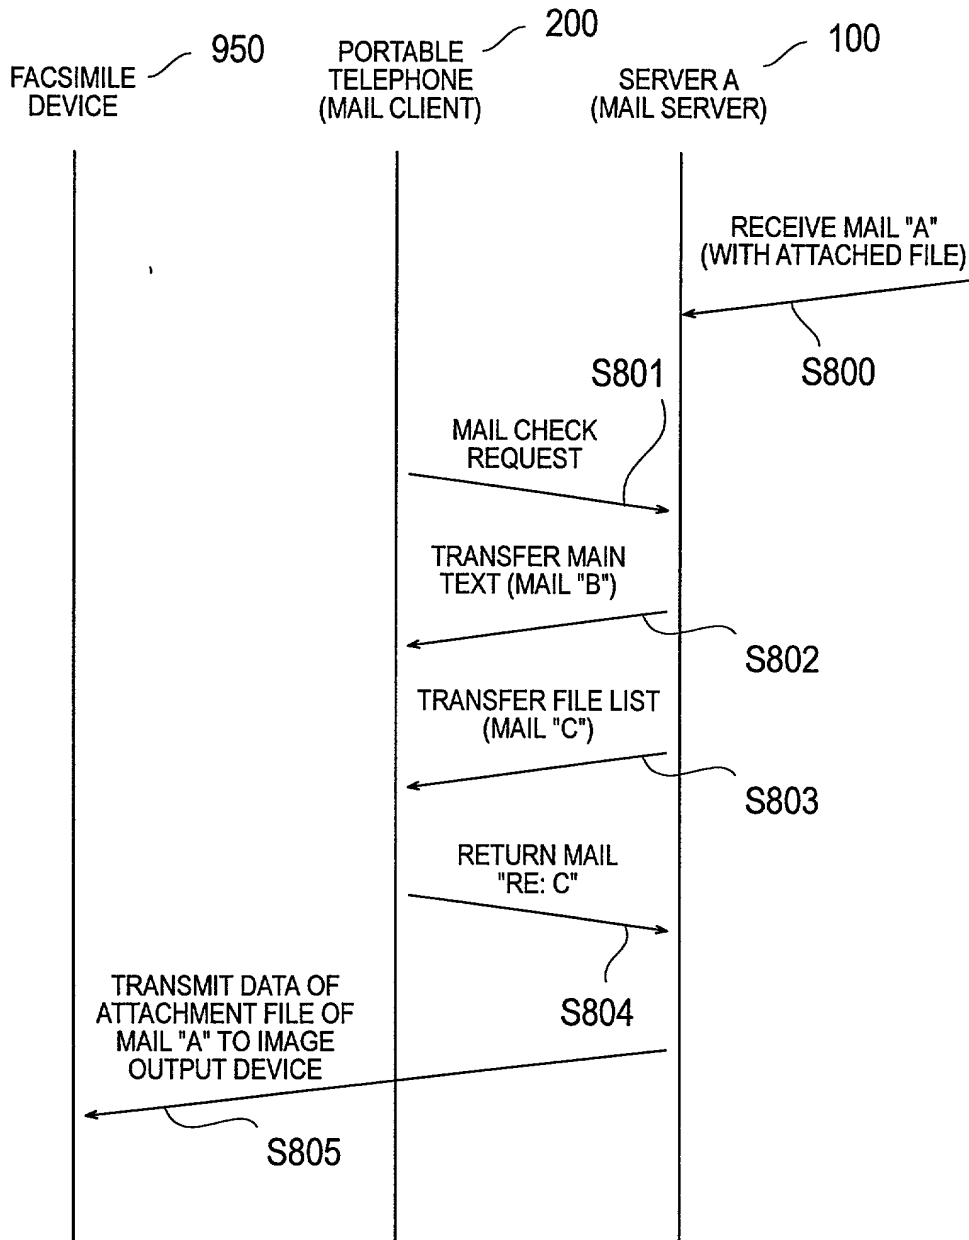 950
FACSIMILE
DEVICE
200
PORTABLE
TELEPHONE
(MAIL CLIENT)
100
SERVER A
(MAIL SERVER)
RECEIVE MAIL "A"
(WITH ATTACHED FILE)
S800
S801
MAIL CHECK
REQUEST
TRANSFER MAIN
TEXT (MAIL "B")
S802
TRANSFER FILE LIST
(MAIL "C")
S803
RETURN MAIL
"RE: C"
S804
TRANSMIT DATA OF
ATTACHMENT FILE OF
MAIL "A" TO IMAGE
OUTPUT DEVICE
S805